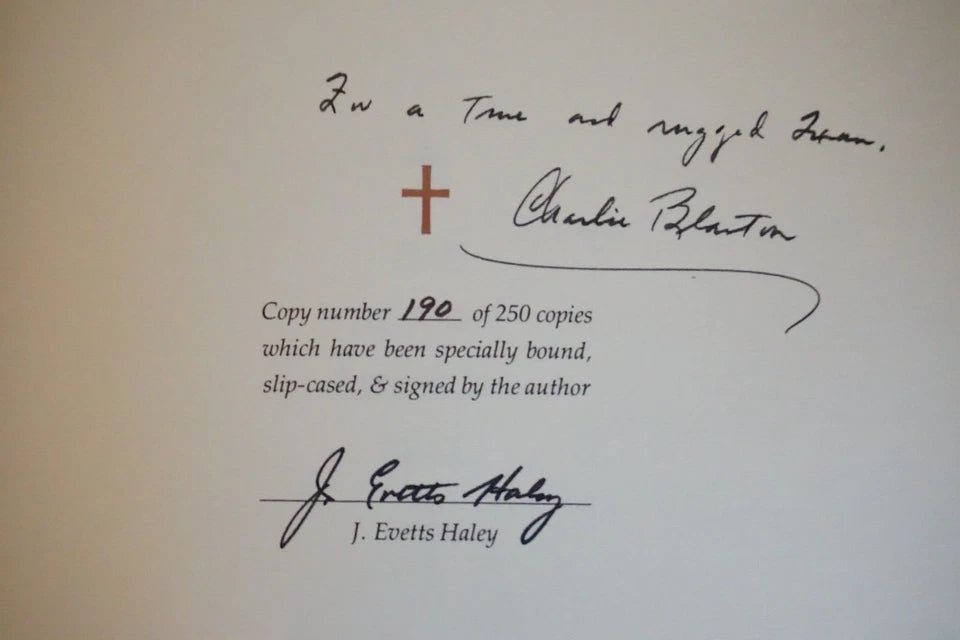 For a True and rugged Texan,
Charlie Blanton
Copy number 190 of 250 copies
which have been specially bound,
slip-cased, & signed by the author
J. Evetts Haley
J. Evetts Haley